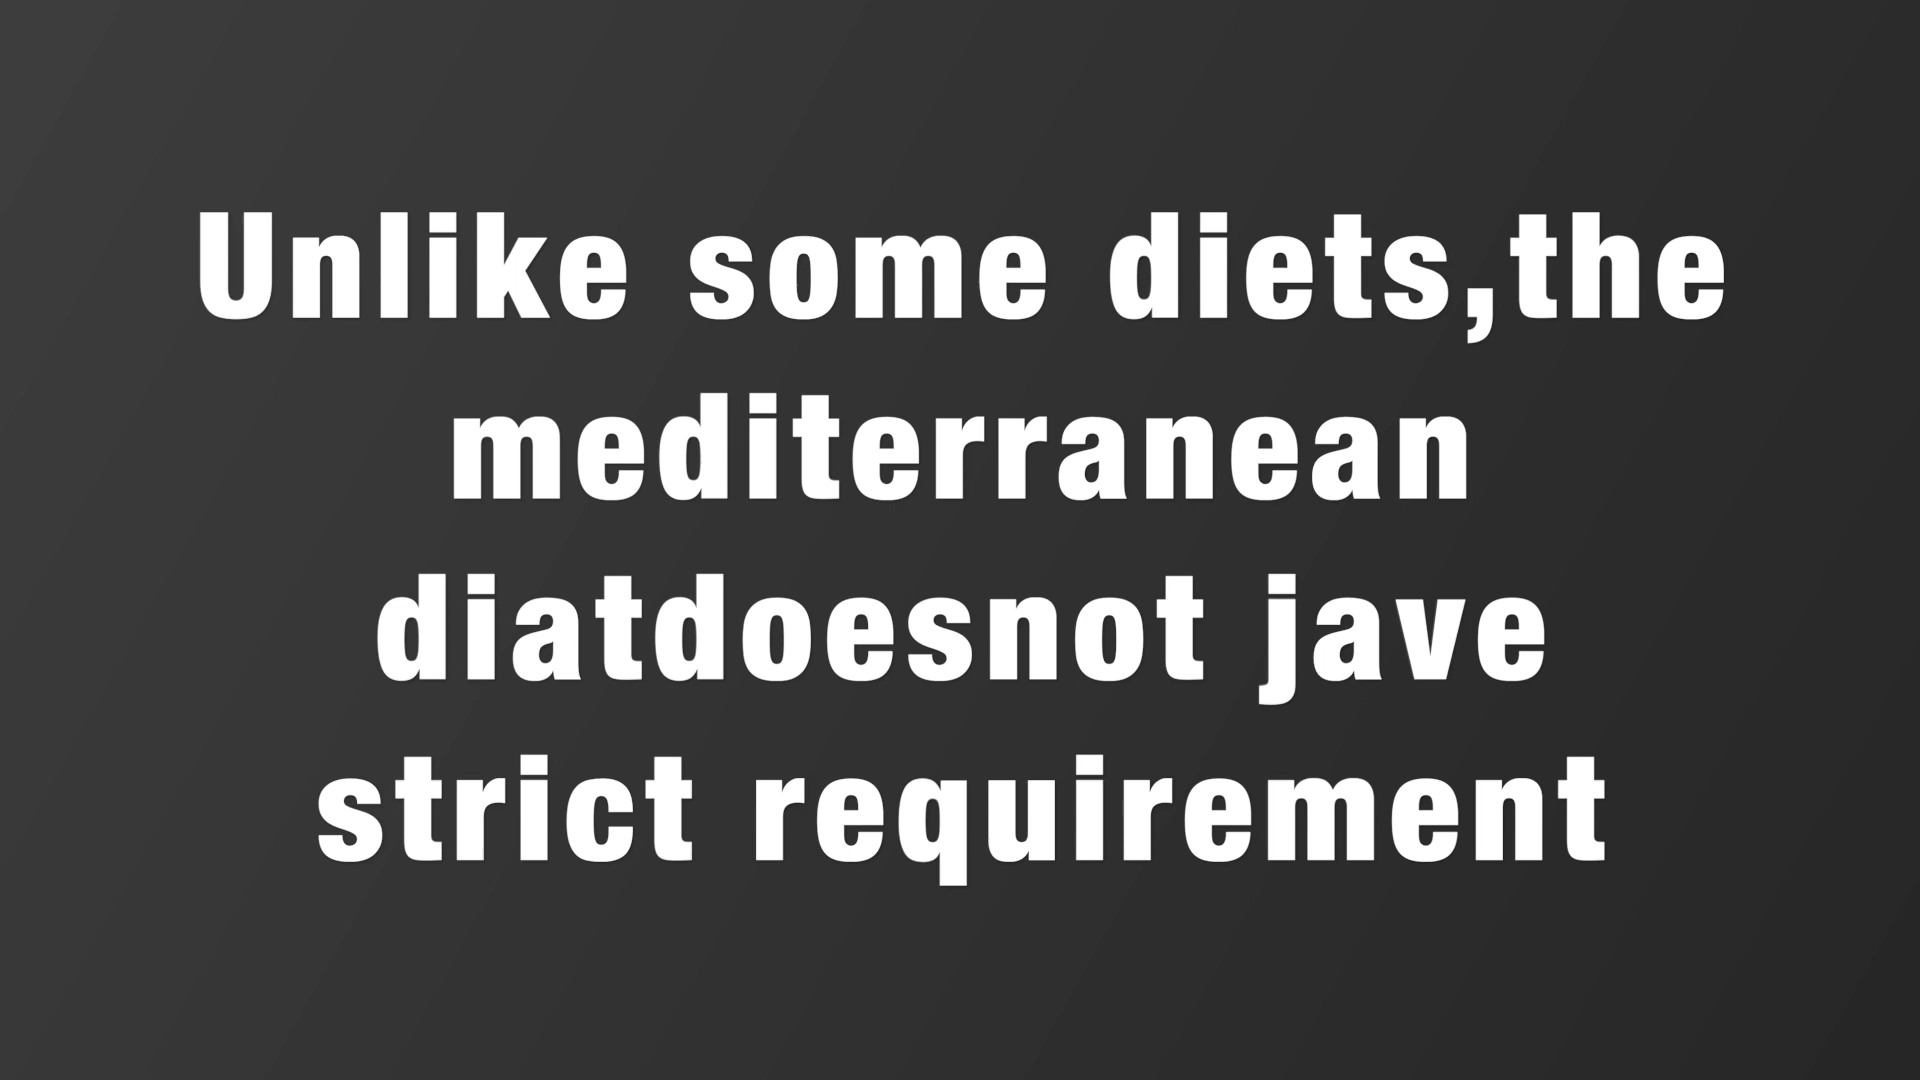 Unlike some diets,the
mediterranean
diatdoesnot jave
strict requirement